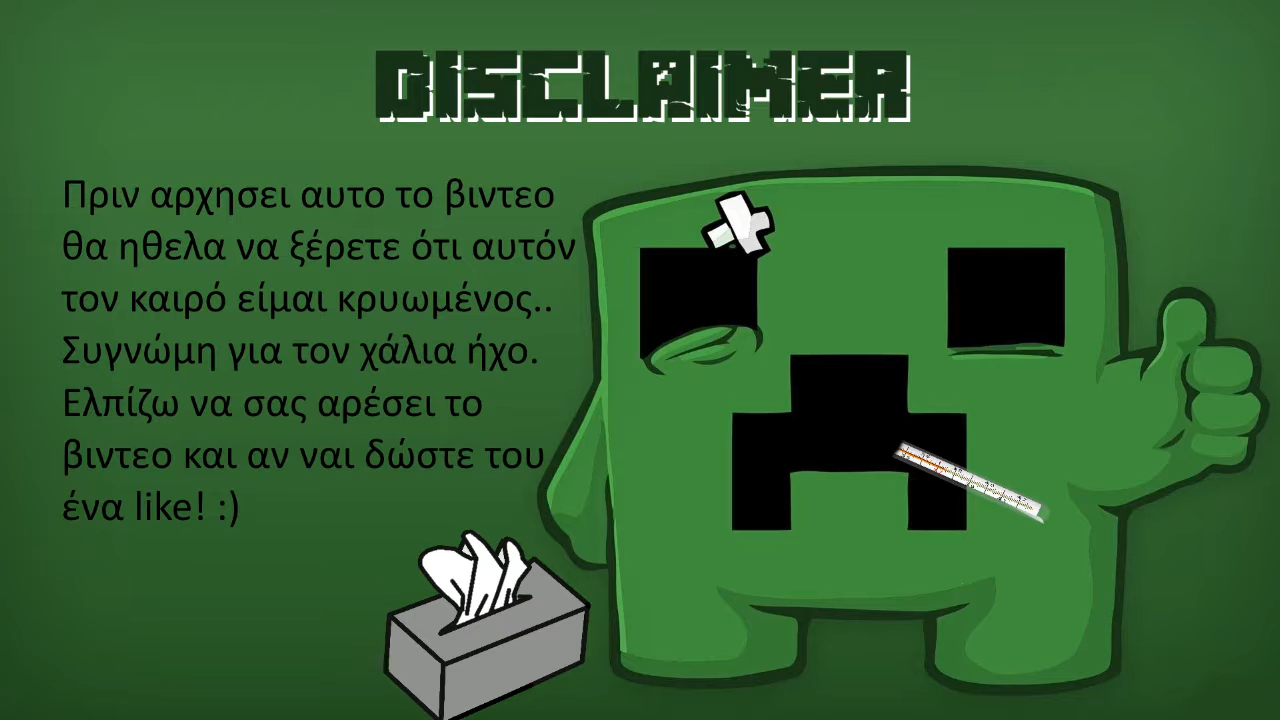 DISCLAIMER
Πριν αρχησει αυτο το βιντεο
θα ηθελα να ξέρετε ότι αυτόν
τον καιρό είμαι κρυωμένος..
Συγνώμη για τον χάλια ήχο.
Ελπίζω να σας αρέσει το
βιντεο και αν ναι δώστε του
ένα like! :)